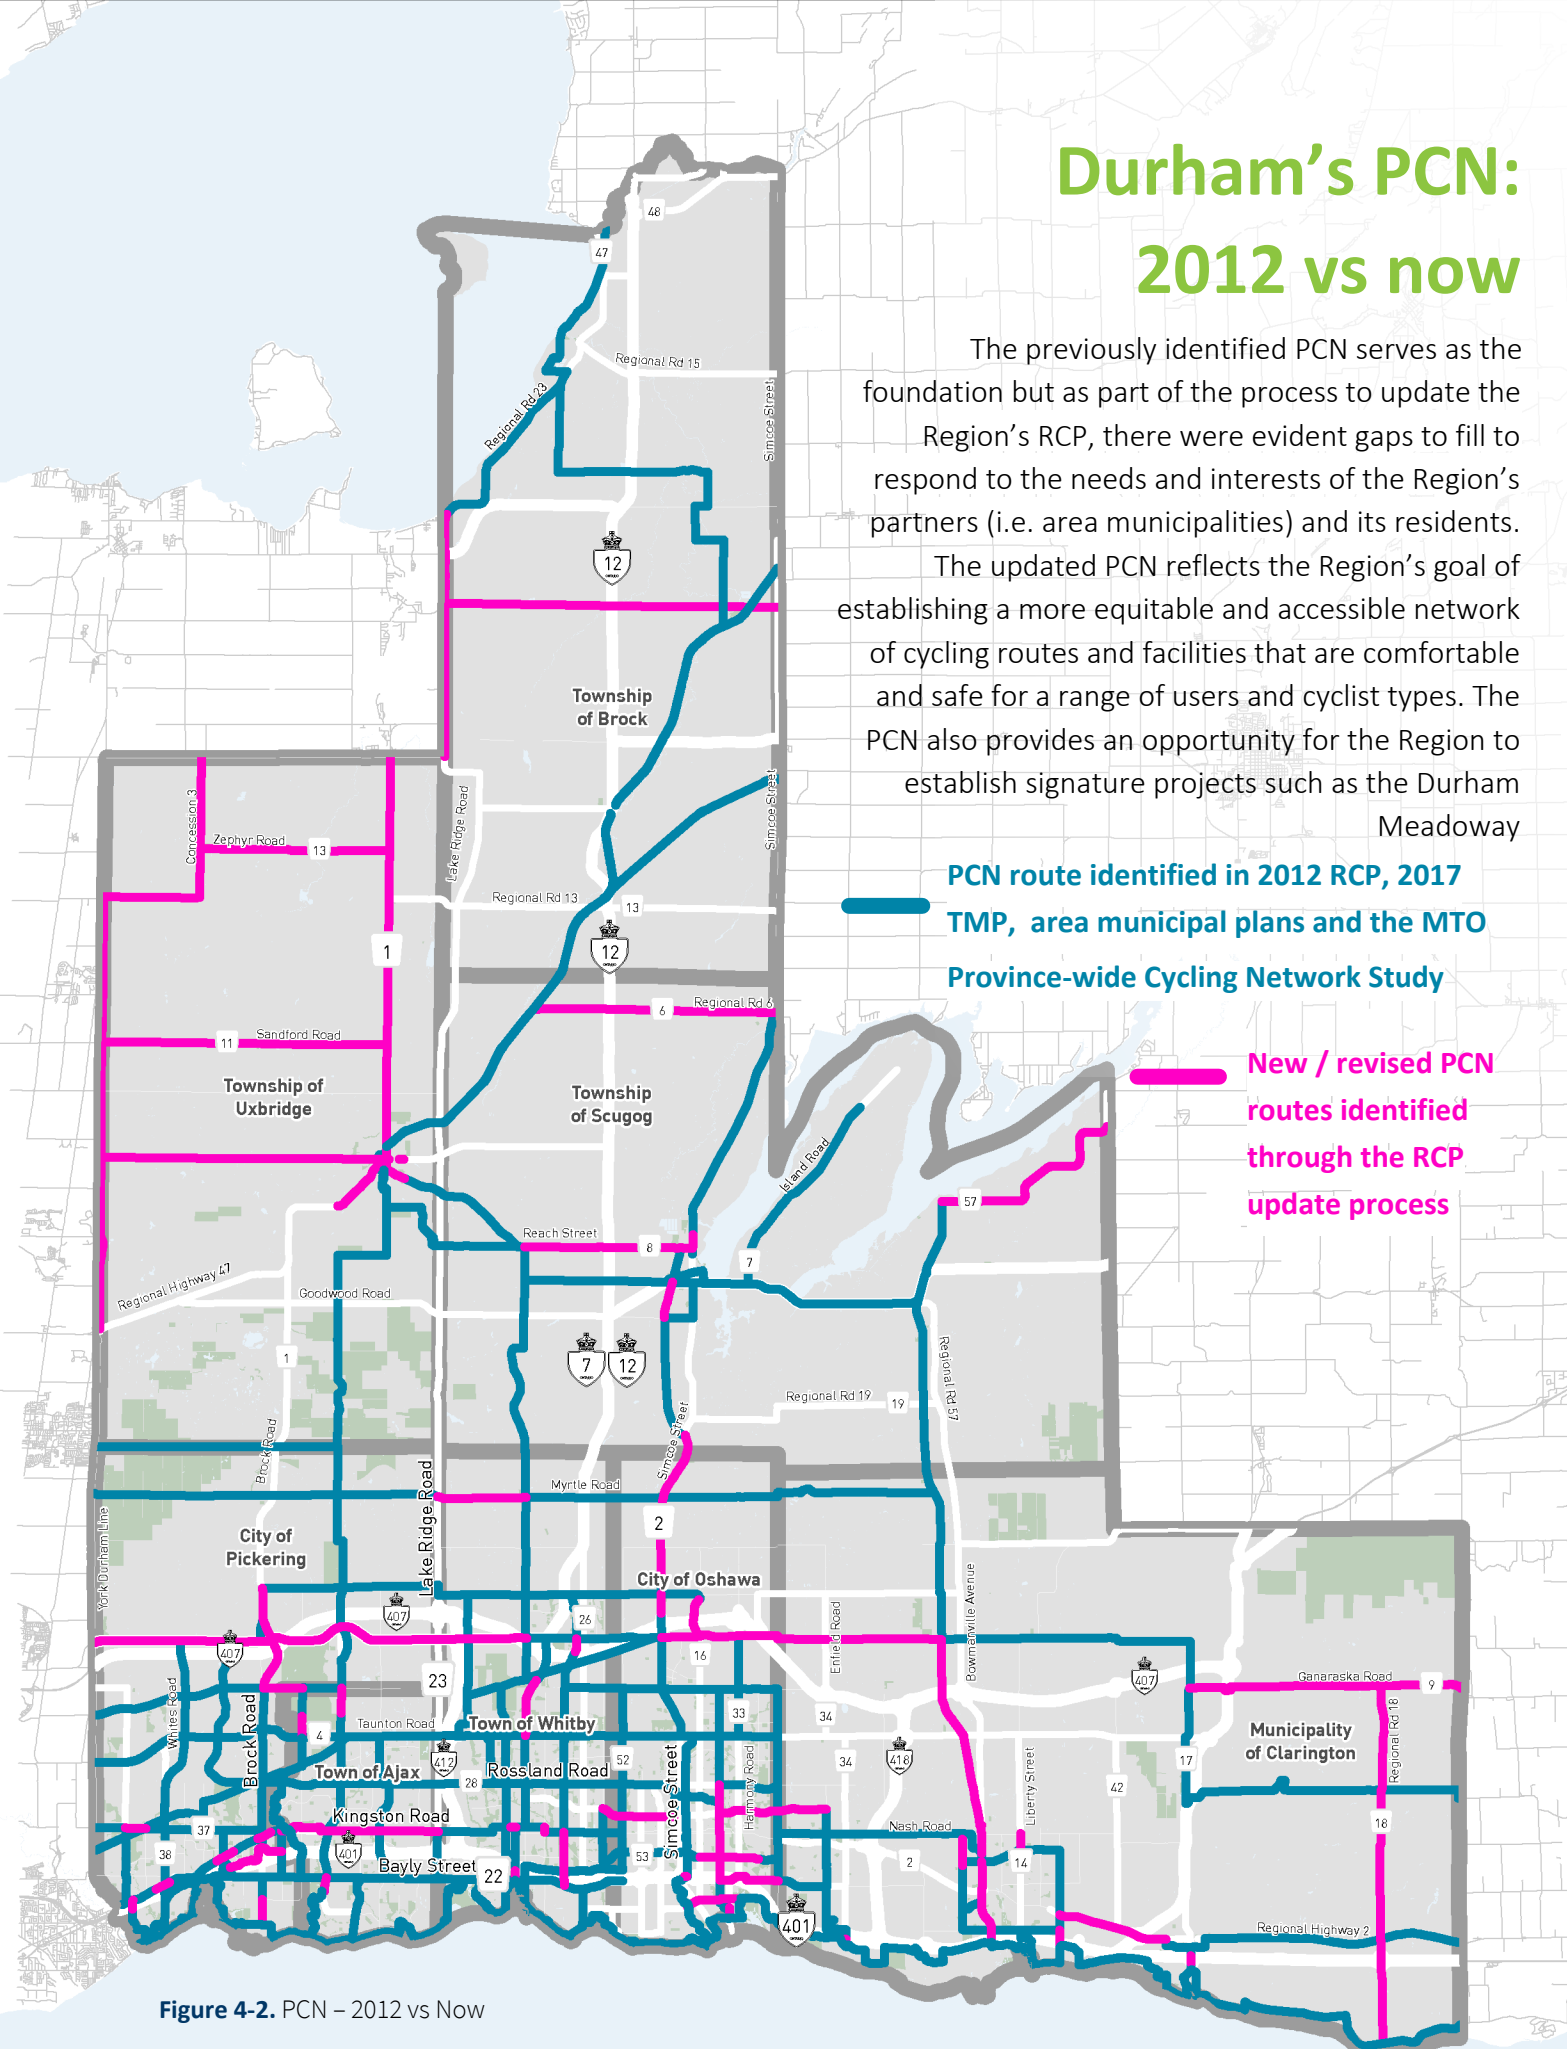 Durham's PCN:
2012 vs now
The previously identified PCN serves as the
foundation but as part of the process to update the
Region's RCP, there were evident gaps to fill to
respond to the needs and interests of the Region's
partners (i.e. area municipalities) and its residents.
The updated PCN reflects the Region's goal of
establishing a more equitable and accessible network
of cycling routes and facilities that are comfortable
and safe for a range of users and cyclist types. The
PCN also provides an opportunity for the Region to
establish signature projects such as the Durham
Meadoway
PCN route identified in 2012 RCP, 2017
TMP, area municipal plans and the MTO
Province-wide Cycling Network Study
New / revised PCN
routes identified
through the RCP
update process
48
47
Regional Rd 15
Regional Rd 23
Simcoe Street
12
ONTARIO
Township
of Brock
Concession 3
Zephyr Road
13
Lake Ridge Road
Simcoe Street
Regional Rd 13
13
1
12
ONTARIO
Regional Rd 6
6
11
Sandford Road
Township of
Uxbridge
Township
of Scugog
Island Road
57
Reach Street
8
7
Regional Highway 47
Goodwood Road
1
7
ONTARIO
12
ONTARIO
Regional Rd 57
Regional Rd 19
19
Brock Road
Simcoe Street
Lake Ridge Road
Myrtle Road
2
York Durham Line
City of
Pickering
City of Oshawa
Bowmanville Avenue
407
26
Enfield Road
407
16
23
407
Ganaraska Road
9
Whites Road
Brock Road
4
Taunton Road
Town of Whitby
33
34
Regional Rd 18
Municipality
of Clarington
412
Town of Ajax
28
Rossland Road
52
Simcoe Street
Harmony Road
34
418
Liberty Street
42
17
Kingston Road
37
38
401
Bayly Street
22
53
Nash Road
2
14
18
401
ONTARIO
Regional Highway 2
Figure 4-2. PCN – 2012 vs Now